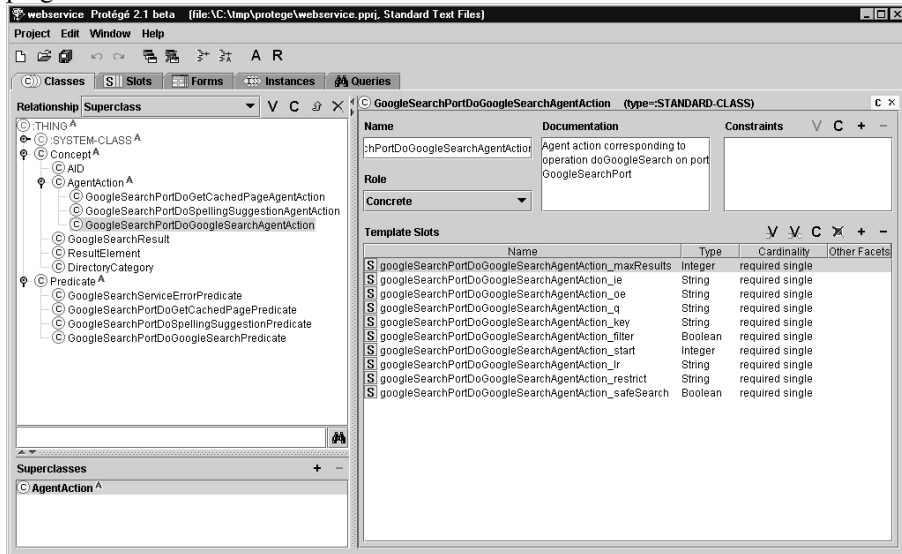 webservice Protégé 2.1 beta (file:\C:\tmp\protege\webservice.pprj, Standard Text Files)
Project Edit Window Help
A R
C Classes S Slots Forms Instances Queries
Relationship Superclass V C
C :THING A
C :SYSTEM-CLASS A
C Concept A
C AID
C AgentAction A
C GoogleSearchPortDoGetCachedPageAgentAction
C GoogleSearchPortDoSpellingSuggestionAgentAction
C GoogleSearchPortDoGoogleSearchAgentAction
C GoogleSearchResult
C ResultElement
C DirectoryCategory
C Predicate A
C GoogleSearchServiceErrorPredicate
C GoogleSearchPortDoGetCachedPagePredicate
C GoogleSearchPortDoSpellingSuggestionPredicate
C GoogleSearchPortDoGoogleSearchPredicate
Superclasses + −
C AgentAction A
C GoogleSearchPortDoGoogleSearchAgentAction (type=:STANDARD-CLASS) C ×
Name Documentation Constraints V C + −
:hPortDoGoogleSearchAgentAction
Agent action corresponding to
operation doGoogleSearch on port
GoogleSearchPort
Role
Concrete
Template Slots V V C X + −
Name Type Cardinality Other Facets
S googleSearchPortDoGoogleSearchAgentAction_maxResults Integer required single
S googleSearchPortDoGoogleSearchAgentAction_ie String required single
S googleSearchPortDoGoogleSearchAgentAction_oe String required single
S googleSearchPortDoGoogleSearchAgentAction_q String required single
S googleSearchPortDoGoogleSearchAgentAction_key String required single
S googleSearchPortDoGoogleSearchAgentAction_filter Boolean required single
S googleSearchPortDoGoogleSearchAgentAction_start Integer required single
S googleSearchPortDoGoogleSearchAgentAction_lr String required single
S googleSearchPortDoGoogleSearchAgentAction_restrict String required single
S googleSearchPortDoGoogleSearchAgentAction_safeSearch Boolean required single